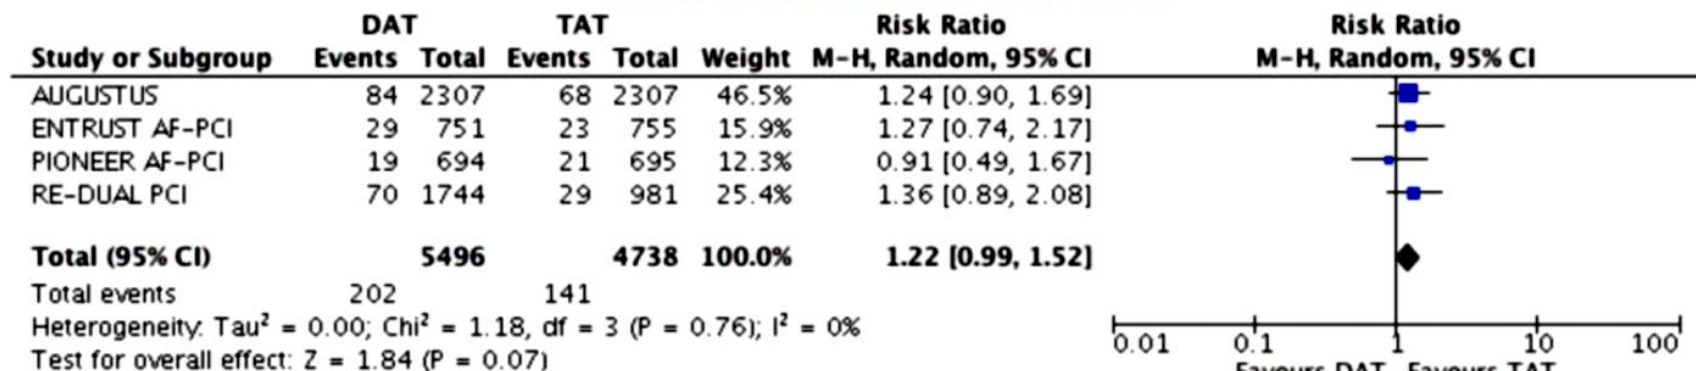 DAT TAT Risk Ratio Risk Ratio
Study or Subgroup Events Total Events Total Weight M-H, Random, 95% CI M-H, Random, 95% CI
AUGUSTUS 84 2307 68 2307 46.5% 1.24 [0.90, 1.69]
ENTRUST AF-PCI 29 751 23 755 15.9% 1.27 [0.74, 2.17]
PIONEER AF-PCI 19 694 21 695 12.3% 0.91 [0.49, 1.67]
RE-DUAL PCI 70 1744 29 981 25.4% 1.36 [0.89, 2.08]
Total (95% CI) 5496 4738 100.0% 1.22 [0.99, 1.52]
Total events 202 141
Heterogeneity: Tau² = 0.00; Chi² = 1.18, df = 3 (P = 0.76); I² = 0%
Test for overall effect: Z = 1.84 (P = 0.07)
0.01 0.1 1 10 100
Favours DAT Favours TAT